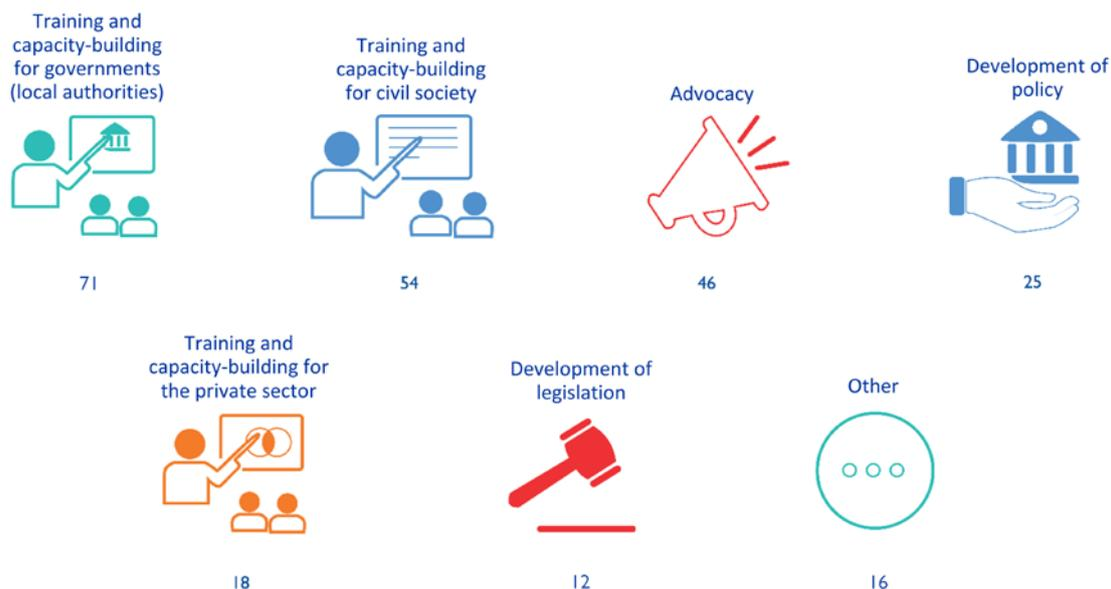 Training and
capacity-building
for governments
(local authorities)
Training and
capacity-building
for civil society
Advocacy
Development of
policy
71
54
46
25
Training and
capacity-building for
the private sector
Development of
legislation
Other
18
12
16